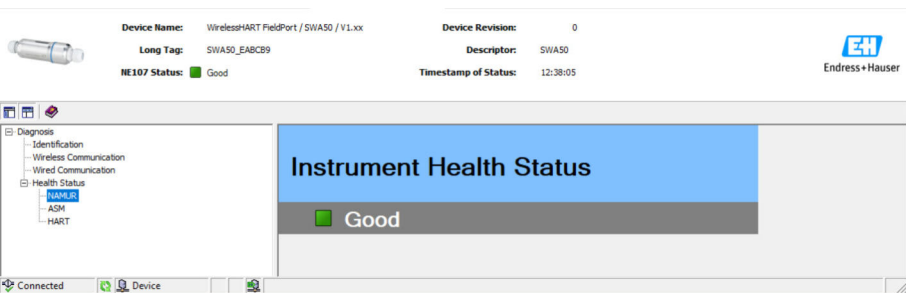 Device Name: WirelessHART FieldPort / SWA50 / V1.xx Device Revision: 0
Long Tag: SWA50_EABCB9 Descriptor: SWA50
NE107 Status: Good Timestamp of Status: 12:38:05
EH
Endress+Hauser
Diagnosis
Identification
Wireless Communication
Wired Communication
Health Status
NAMUR
ASM
HART
Instrument Health Status
Good
Connected Device